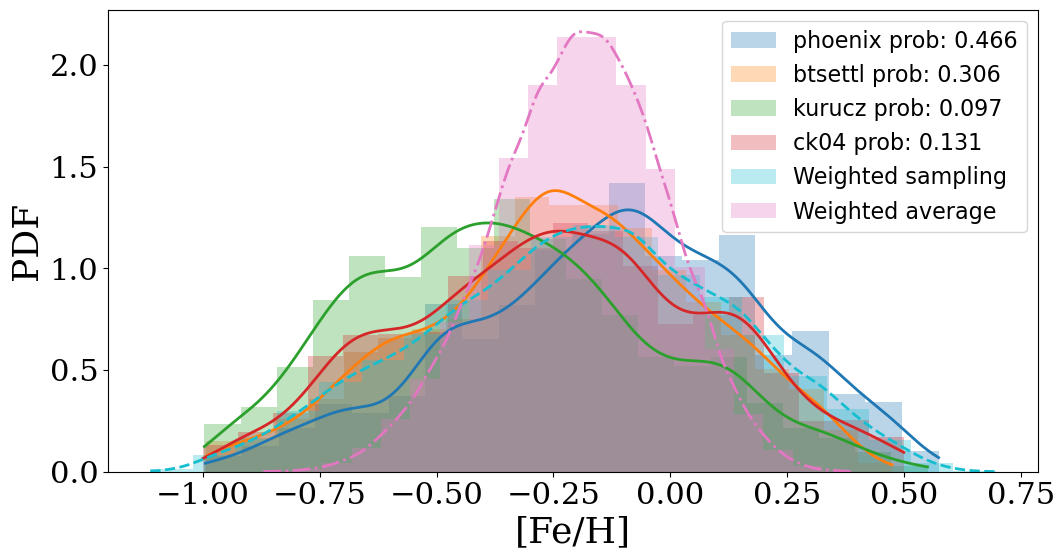 phoenix prob: 0.466
btsettl prob: 0.306
kurucz prob: 0.097
ck04 prob: 0.131
Weighted sampling
Weighted average
PDF
2.0
1.5
1.0
0.5
0.0
−1.00 −0.75 −0.50 −0.25 0.00 0.25 0.50 0.75
[Fe/H]